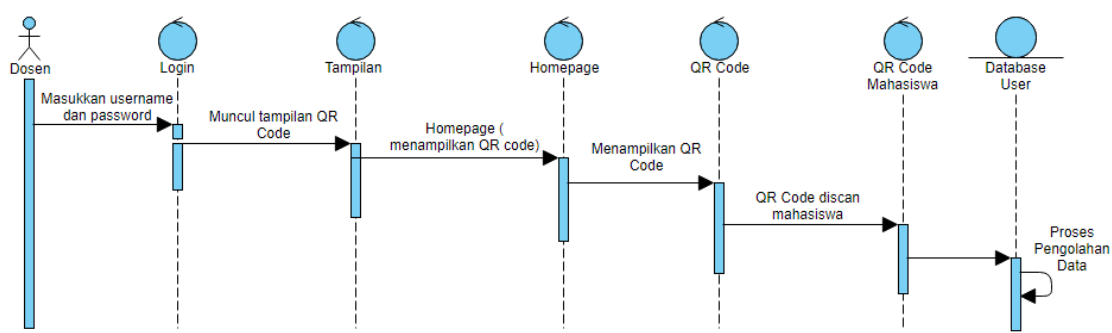 Dosen
Login
Tampilan
Homepage
QR Code
QR Code
Mahasiswa
Database
User
Masukkan username
dan password
Muncul tampilan QR
Code
Homepage (
menampilkan QR code)
Menampilkan QR
Code
QR Code discan
mahasiswa
Proses
Pengolahan
Data